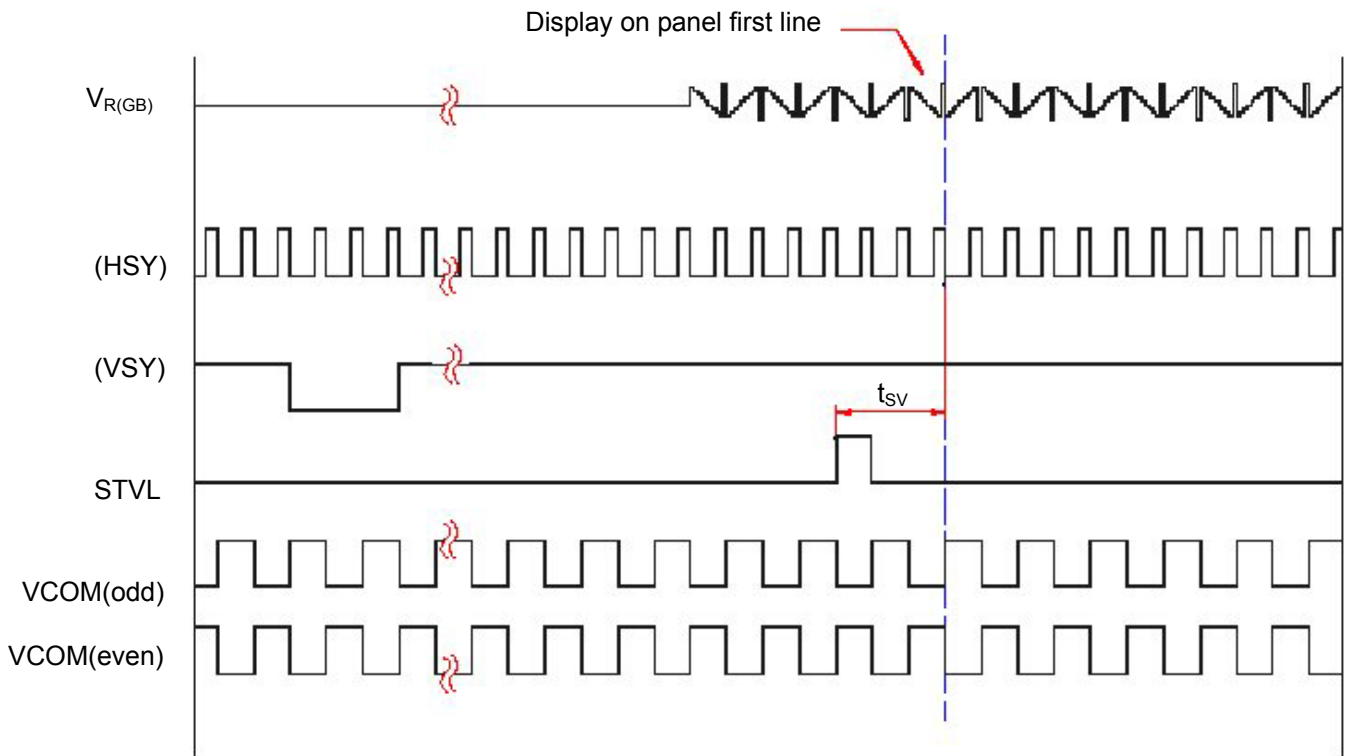 Display on panel first line
VR(GB)
(HSY)
(VSY)
tSV
STVL
VCOM(odd)
VCOM(even)